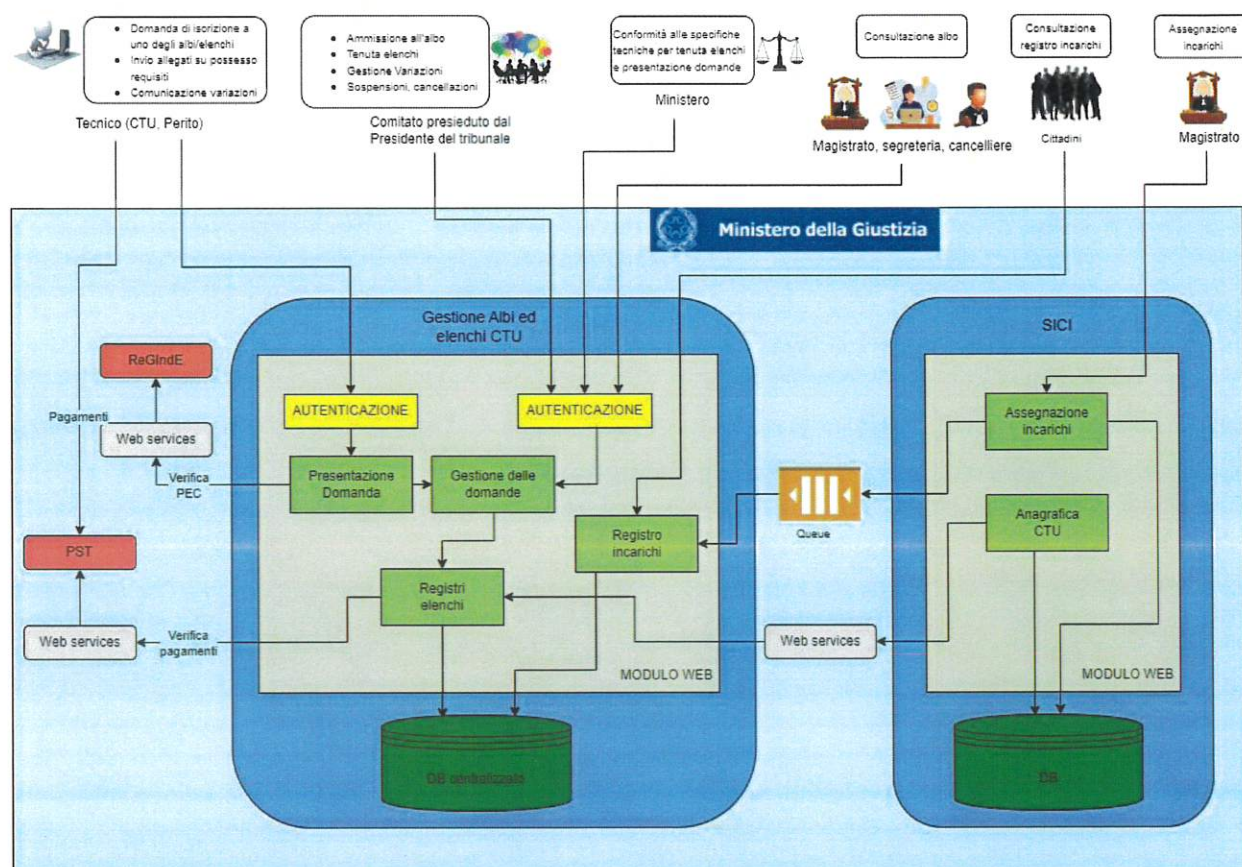 Domanda di iscrizione a
uno degli albi/elenchi
Invio allegati su possesso
requisiti
Comunicazione variazioni
Tecnico (CTU, Perito)
Ammissione all'albo
Tenuta elenchi
Gestione Variazioni
Sospensioni, cancellazioni
Comitato presieduto dal
Presidente del tribunale
Conformità alle specifiche
tecniche per tenuta elenchi
e presentazione domande
Ministero
Consultazione albo
Magistrato, segreteria, cancelliere
Consultazione
registro incarichi
Cittadini
Assegnazione
incarichi
Magistrato
Ministero della Giustizia
Gestione Albi ed
elenchi CTU
SICI
ReGIndE
Pagamenti
Web services
AUTENTICAZIONE
AUTENTICAZIONE
Assegnazione
incarichi
Verifica
PEC
Presentazione
Domanda
Gestione delle
domande
Queue
Registro
incarichi
Anagrafica
CTU
PST
Registri
elenchi
Web services
Verifica
pagamenti
Web services
MODULO WEB
MODULO WEB
DB centralizzato
DB